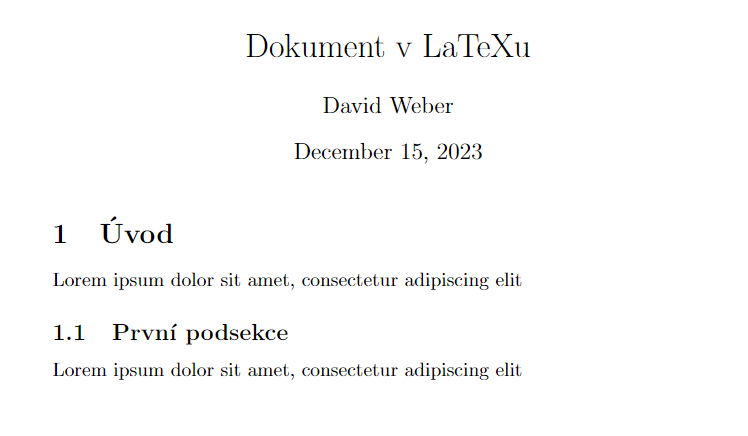 Dokument v LaTeXu
David Weber
December 15, 2023
1 Úvod
Lorem ipsum dolor sit amet, consectetur adipiscing elit
1.1 První podsekce
Lorem ipsum dolor sit amet, consectetur adipiscing elit